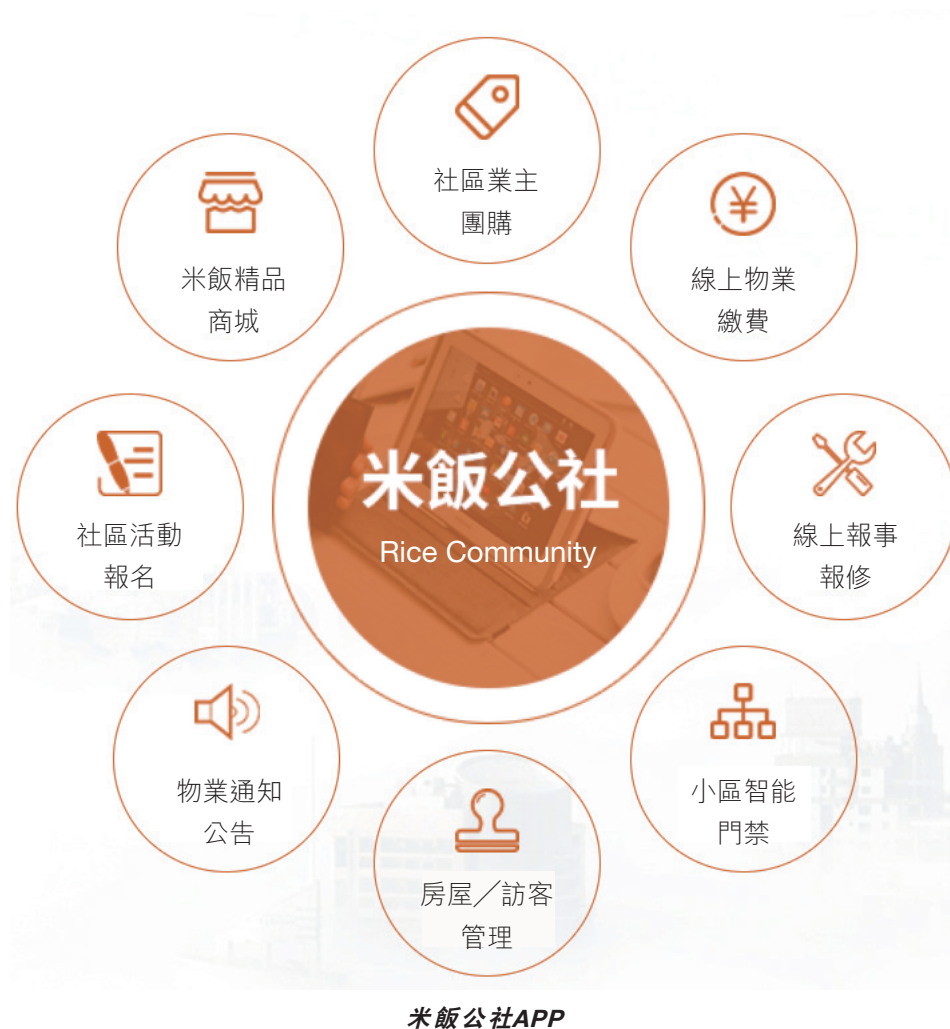 社區業主
團購
米飯精品
商城
線上物業
繳費
米飯公社
Rice Community
社區活動
報名
線上報事
報修
物業通知
公告
小區智能
門禁
房屋／訪客
管理
米飯公社APP